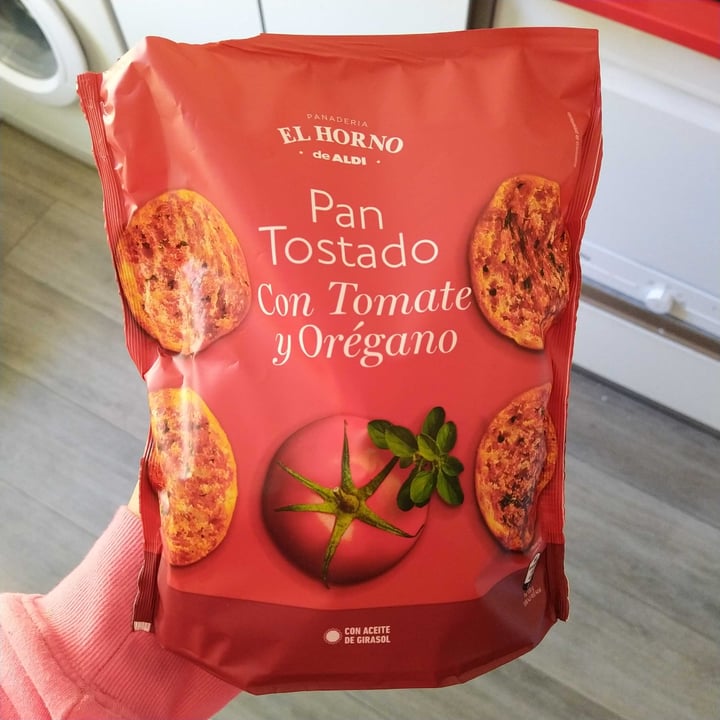 PANADERIA
EL HORNO
de ALDI
Pan
Tostado
Con Tomate
y Orégano
CON ACEITE
DE GIRASOL